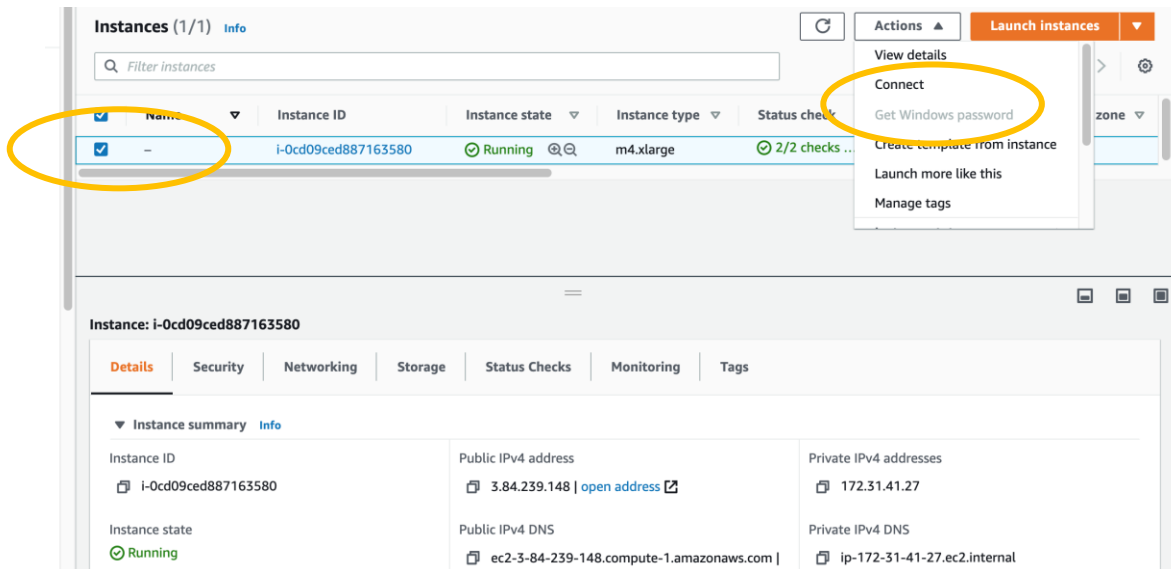 Instances (1/1) Info
Actions ▲
Launch instances
Filter instances
View details
Connect
Get Windows password
Create template from instance
Launch more like this
Manage tags
Name
Instance ID
Instance state
Instance type
Status check
zone
–
i-0cd09ced887163580
Running
m4.xlarge
2/2 checks ...
Instance: i-0cd09ced887163580
Details
Security
Networking
Storage
Status Checks
Monitoring
Tags
▼ Instance summary Info
Instance ID
Public IPv4 address
Private IPv4 addresses
i-0cd09ced887163580
3.84.239.148 | open address
172.31.41.27
Instance state
Public IPv4 DNS
Private IPv4 DNS
Running
ec2-3-84-239-148.compute-1.amazonaws.com |
ip-172-31-41-27.ec2.internal